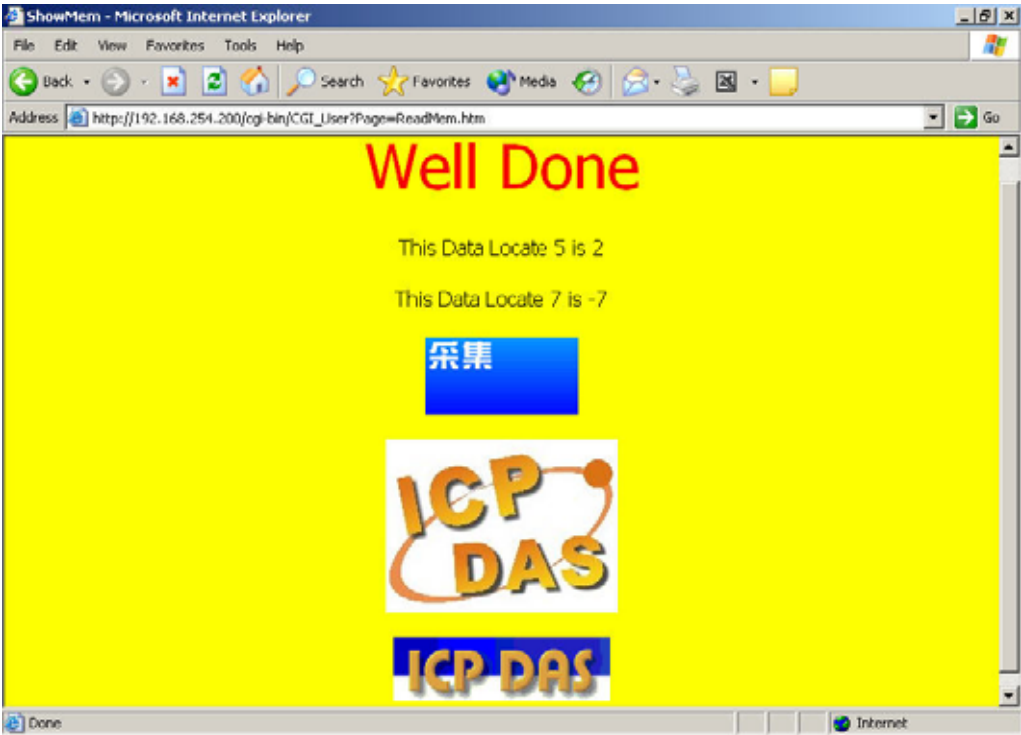 ShowMem - Microsoft Internet Explorer
File Edit View Favorites Tools Help
Back Search Favorites Media
Address http://192.168.254.200/cgi-bin/CGI_User?Page=ReadMem.htm Go
Well Done
This Data Locate 5 is 2
This Data Locate 7 is -7
采集
ICP
DAS
ICP DAS
Done Internet